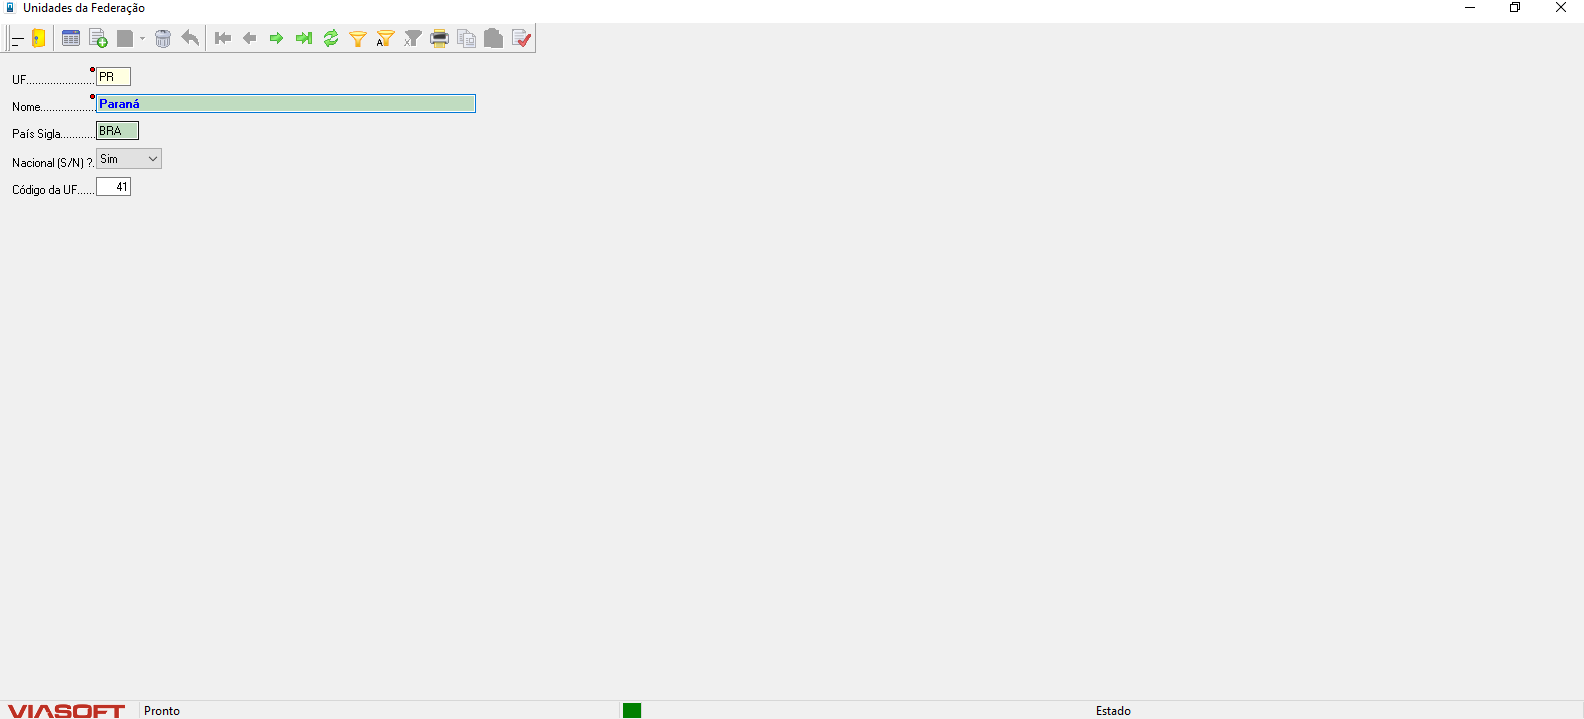 Unidades da Federação
A
UF.......................
PR
Nome..................
Paraná
País Sigla............
BRA
Nacional (S/N) ?.
Sim
Código da UF......
41
VIASOFT
Pronto
Estado